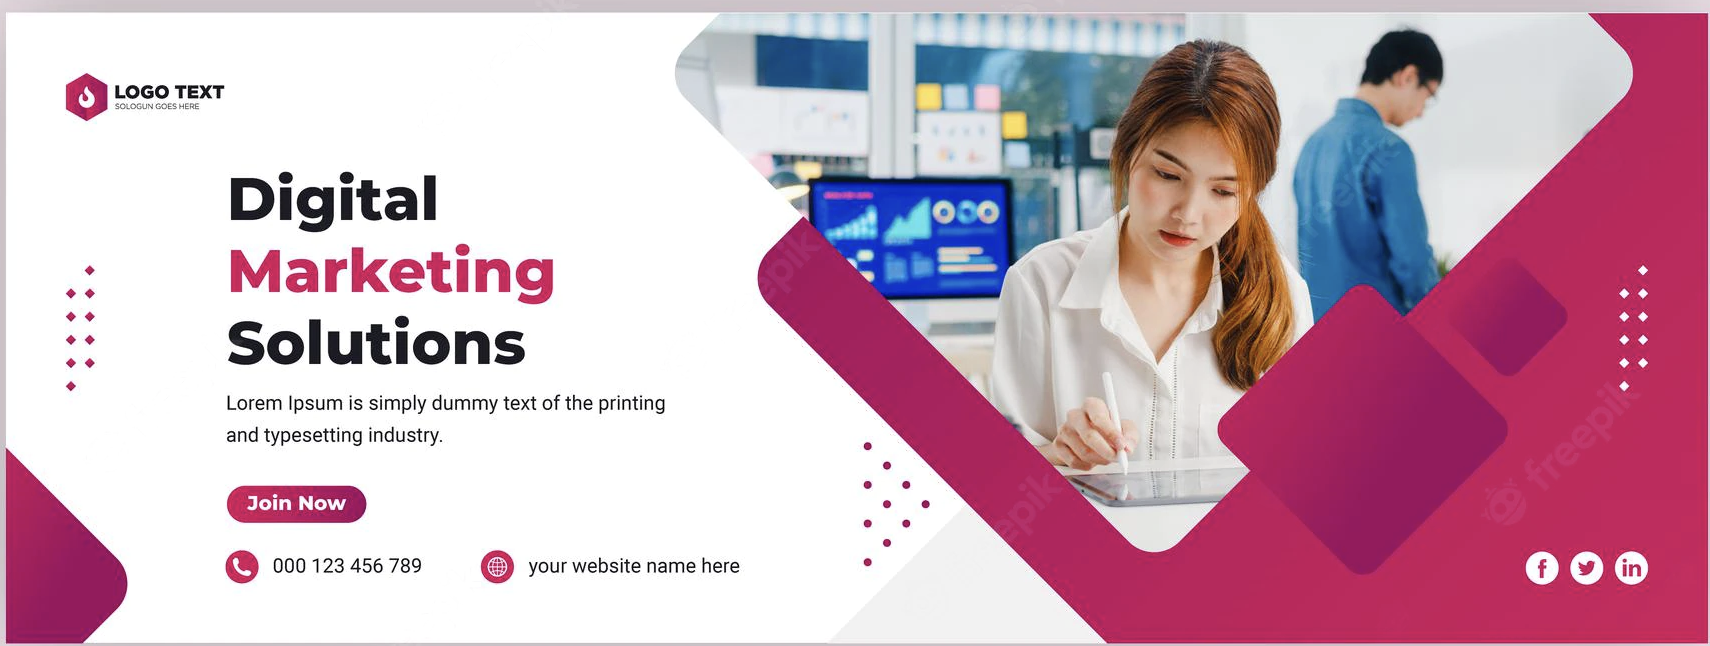 LOGO TEXT
SOLOGUN GOES HERE
Digital
Marketing
Solutions
Lorem Ipsum is simply dummy text of the printing
and typesetting industry.
Join Now
000 123 456 789
your website name here
freepik